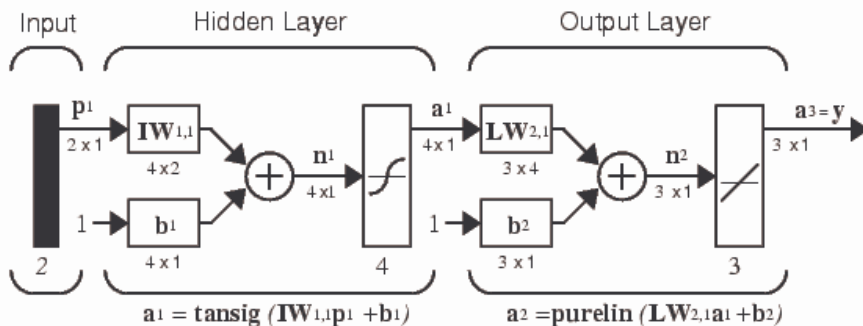 Input Hidden Layer Output Layer
p1 a1 a3 = y
IW1,1 LW2,1
2 x 1 n1 4 x 1 n2 3 x 1
4 x 2 3 x 4
4 x 1 3 x 1
1 b1 1 b2
2 4 x 1 4 3 x 1 3
a1 = tansig (IW1,1p1 +b1) a2 =purelin (LW2,1a1 +b2)